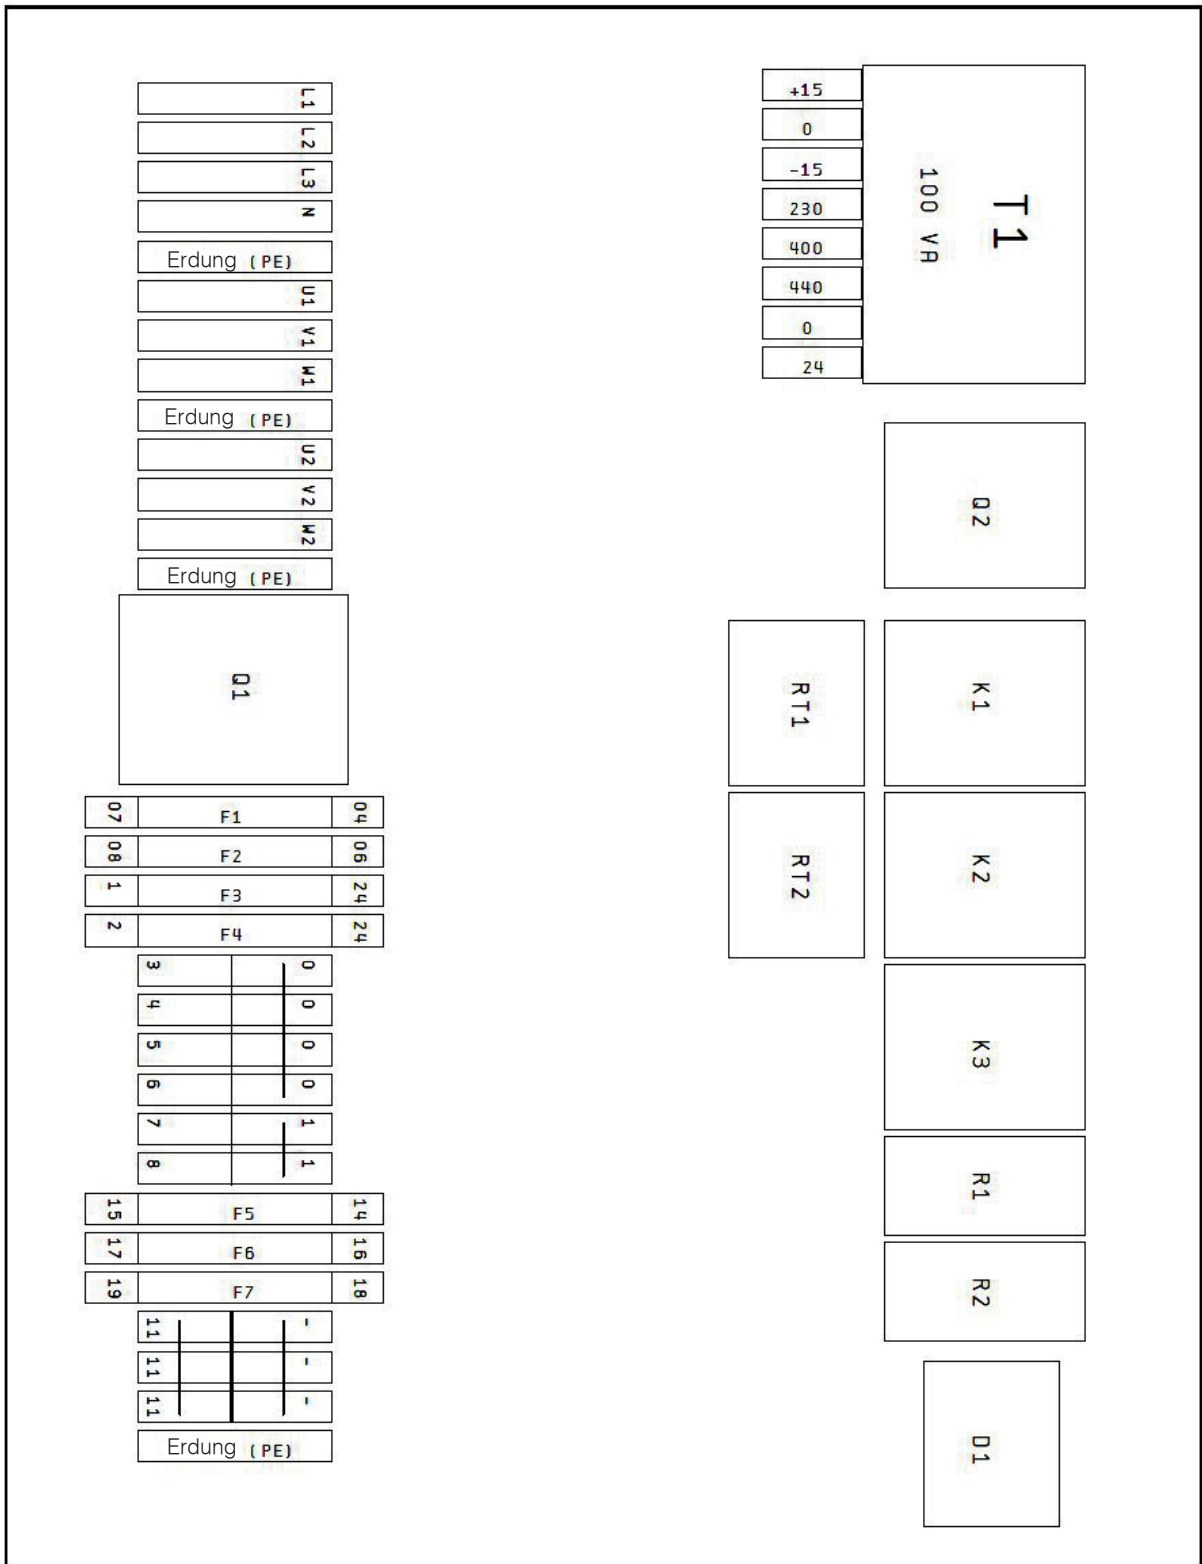 L1
L2
L3
N
Erdung (PE)
U1
V1
W1
Erdung (PE)
U2
V2
W2
Erdung (PE)
Q1
07 F1 04
08 F2 06
1 F3 24
2 F4 24
3 0
4 0
5 0
6 0
7 1
8 1
15 F5 14
17 F6 16
19 F7 18
11 -
11 -
11 -
Erdung (PE)
+15
0
-15
230
400
440
0
24
T1
100 VA
Q2
RT1
K1
RT2
K2
K3
R1
R2
D1